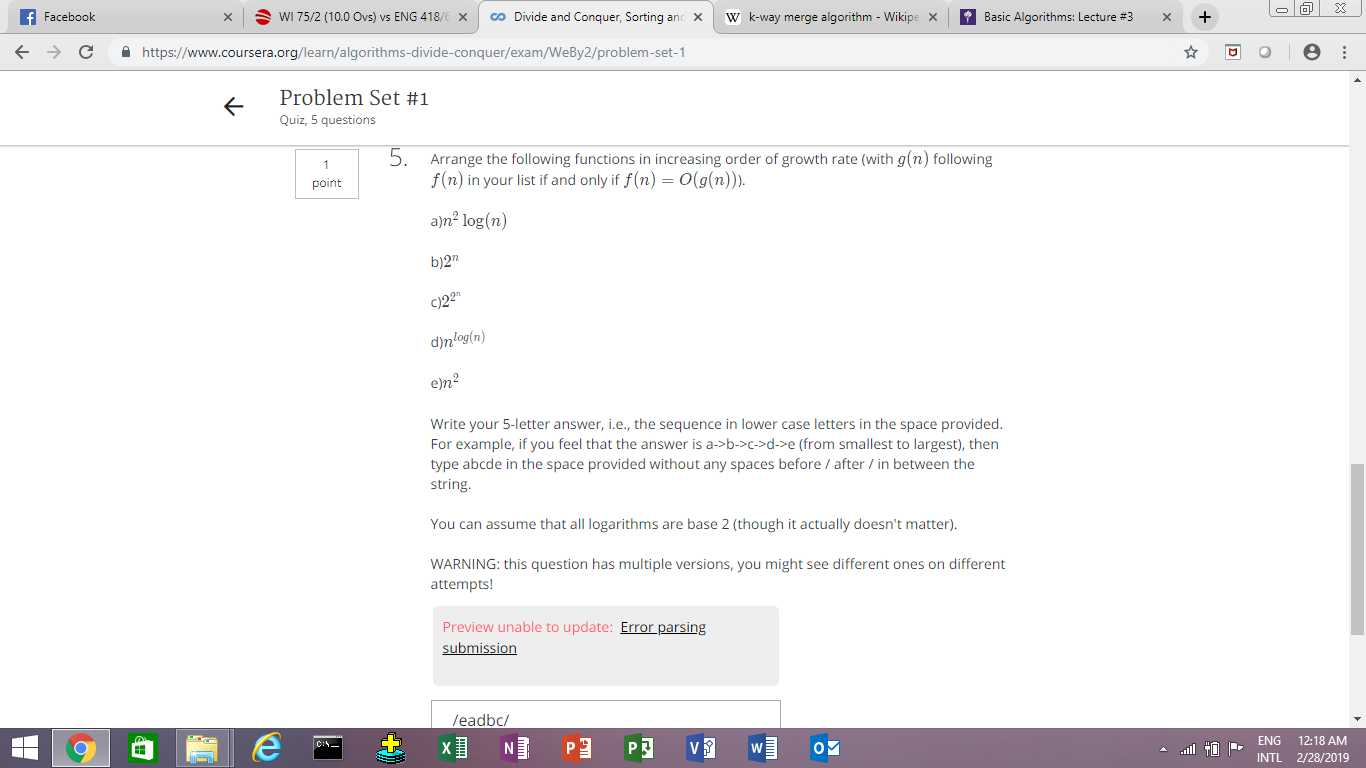 Facebook
WI 75/2 (10.0 Ovs) vs ENG 418/6
Divide and Conquer, Sorting and
W k-way merge algorithm - Wikipe
Basic Algorithms: Lecture #3
https://www.coursera.org/learn/algorithms-divide-conquer/exam/WeBy2/problem-set-1
Problem Set #1
Quiz, 5 questions
1
point
5. Arrange the following functions in increasing order of growth rate (with g(n) following
f(n) in your list if and only if f(n) = O(g(n))).
a)n² log(n)
b)2ⁿ
c)2^2^n
d)n^log(n)
e)n²
Write your 5-letter answer, i.e., the sequence in lower case letters in the space provided.
For example, if you feel that the answer is a->b->c->d->e (from smallest to largest), then
type abcde in the space provided without any spaces before / after / in between the
string.
You can assume that all logarithms are base 2 (though it actually doesn't matter).
WARNING: this question has multiple versions, you might see different ones on different
attempts!
Preview unable to update: Error parsing
submission
/eadbc/
ENG 12:18 AM
INTL 2/28/2019